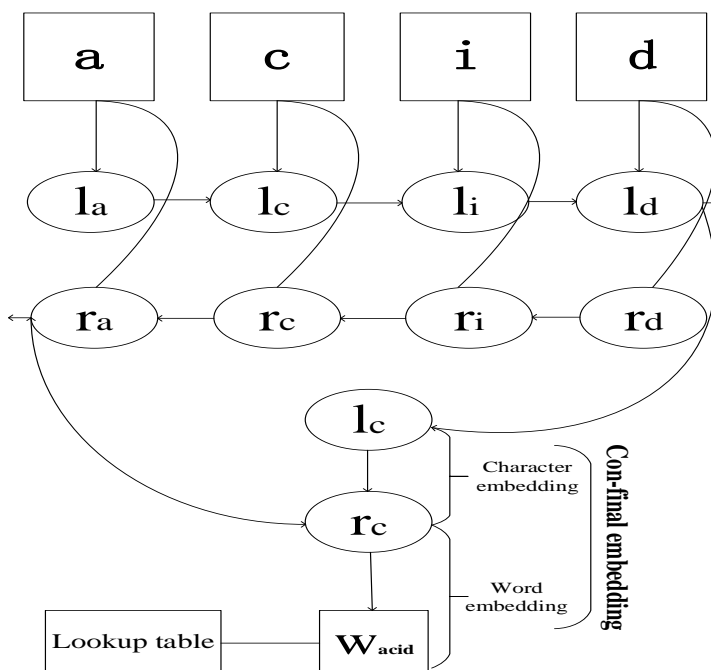 a c i d
la lc li ld
ra rc ri rd
lc
Character
embedding
rc
Con-final embedding
Word
embedding
Lookup table
Wacid